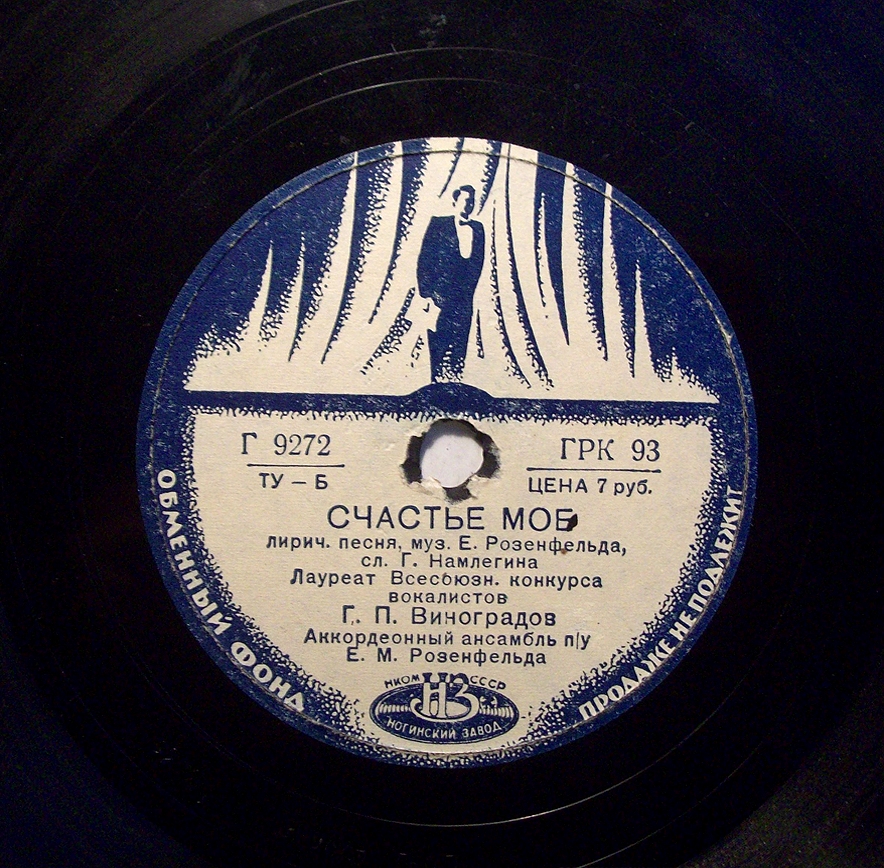 Г 9272
ГРК 93
ТУ – Б
ЦЕНА 7 руб.
СЧАСТЬЕ МОЕ
лирич. песня, муз. Е. Розенфельда,
сл. Г. Намлегина
Лауреат Всесоюзн. конкурса
вокалистов
Г. П. Виноградов
Аккордеонный ансамбль п/у
Е. М. Розенфельда
ОБМЕННЫЙ ФОНД
ПРОДАЖЕ НЕ ПОДЛЕЖИТ
НКОМ СССР
НЗ
НОГИНСКИЙ ЗАВОД